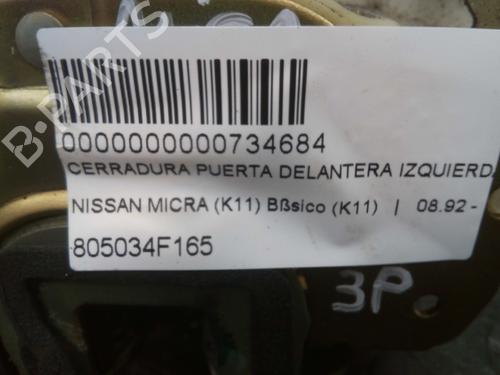 B-PARTS
0000000000734684
CERRADURA PUERTA DELANTERA IZQUIERD
NISSAN MICRA (K11) Bßsico (K11) | 08.92 -
805034F165
3P.